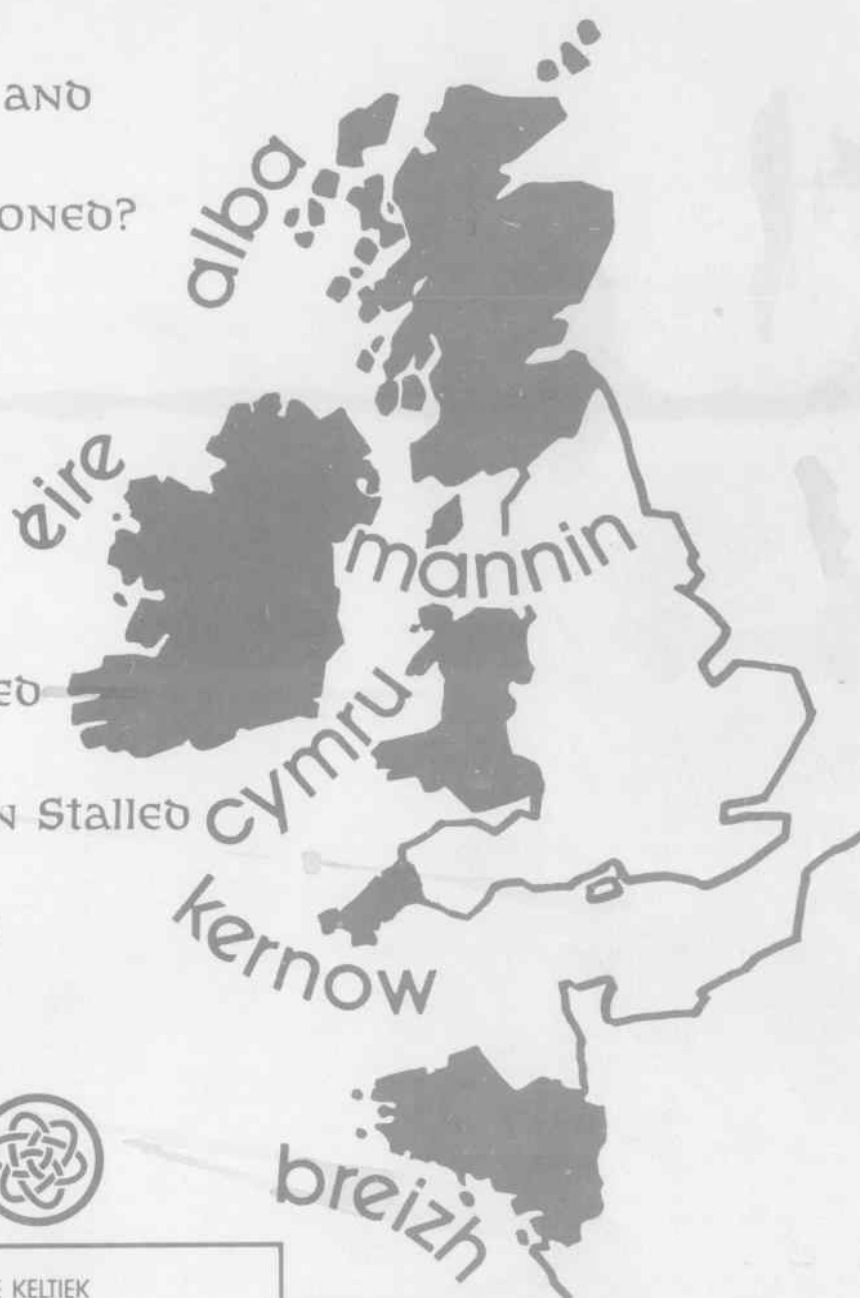 and
alba
oned?
éire
mannin
ed
cymru
n Stalled
kernow
breizh
KELTIEK